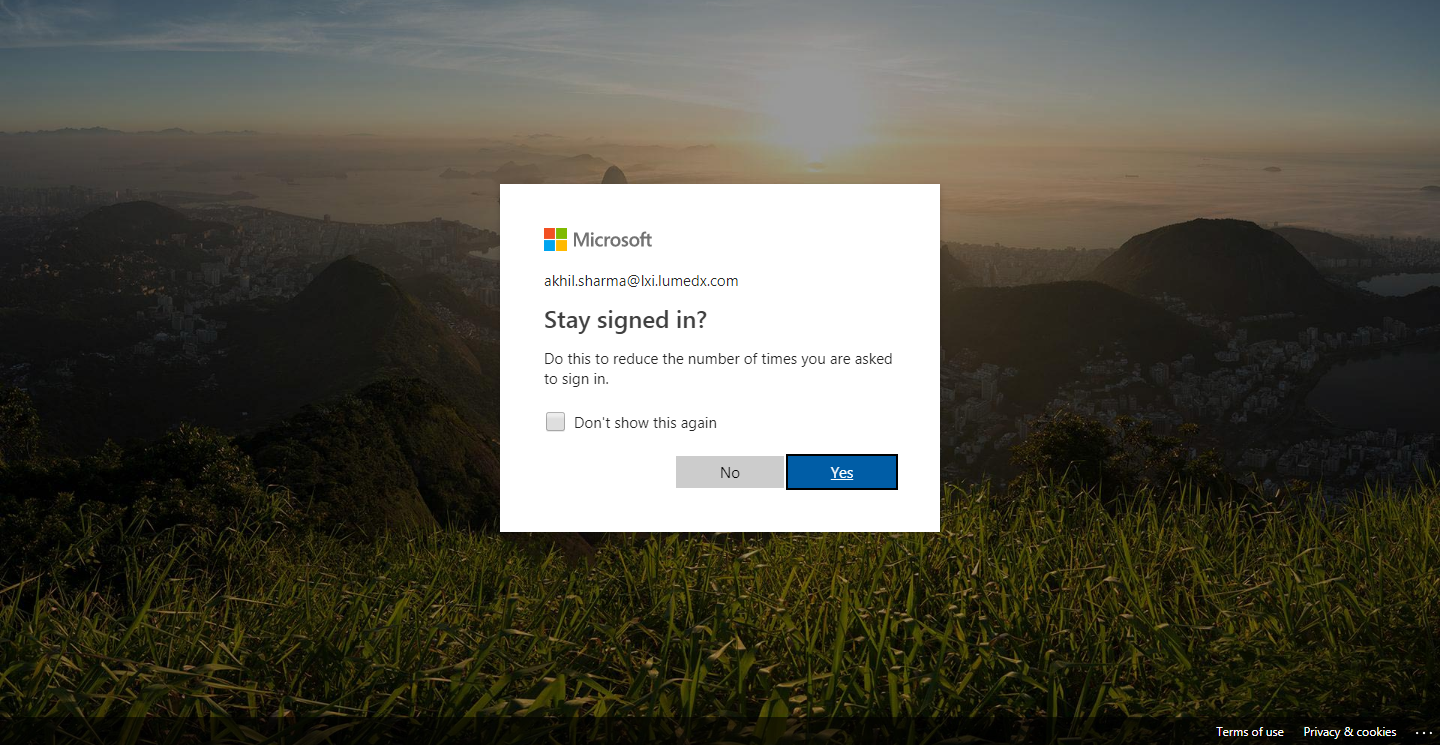 Microsoft
akhil.sharma@lxi.lumedx.com
Stay signed in?
Do this to reduce the number of times you are asked
to sign in.
Don't show this again
No
Yes
Terms of use
Privacy & cookies
...